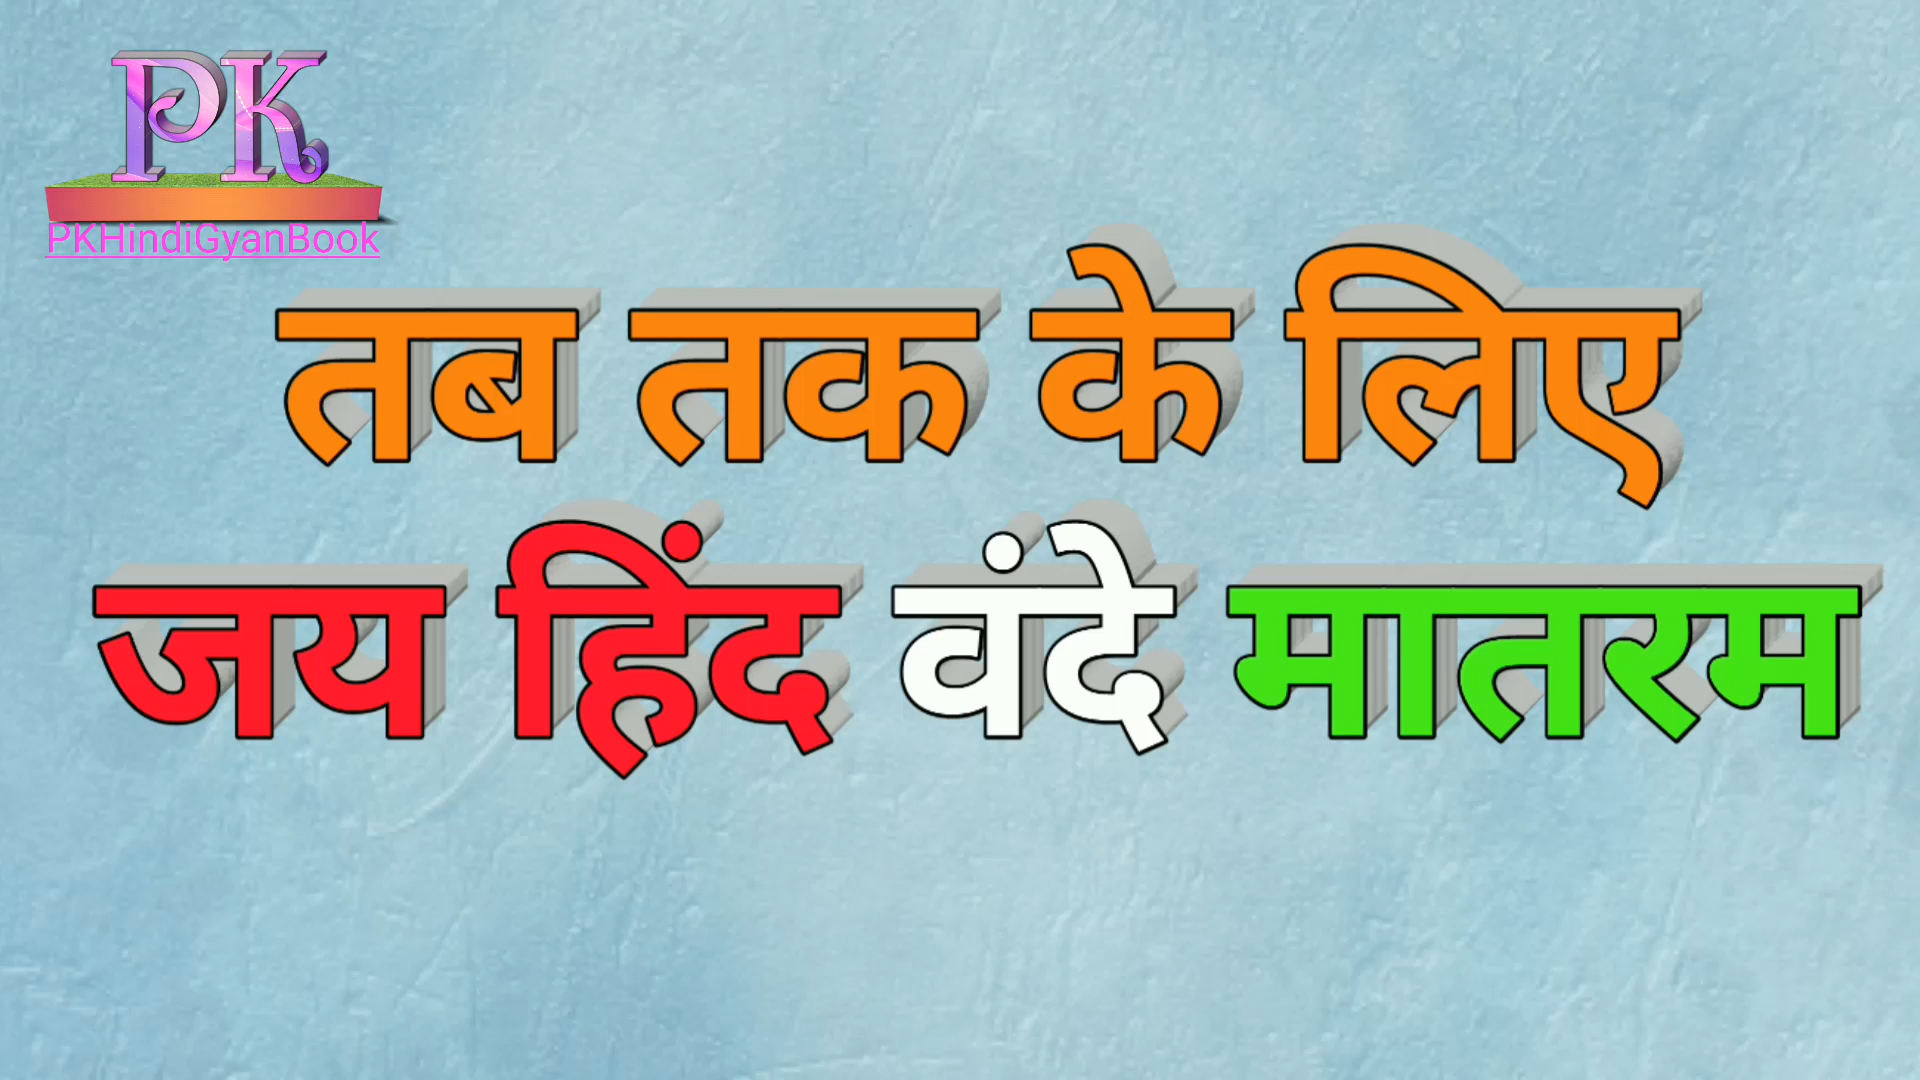 PK
PKHindiGyanBook
तब तक के लिए
जय हिंद वंदे मातरम